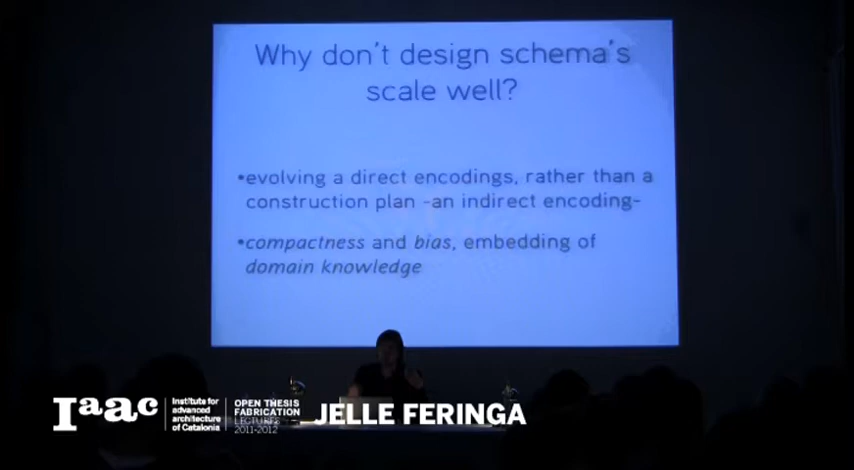 Why don't design schema's
scale well?
•evolving a direct encodings, rather than a
construction plan -an indirect encoding-
•compactness and bias, embedding of
domain knowledge
Iaac
Institute for
advanced
architecture
of Catalonia
OPEN THESIS
FABRICATION
LECTURES
2011-2012
JELLE FERINGA